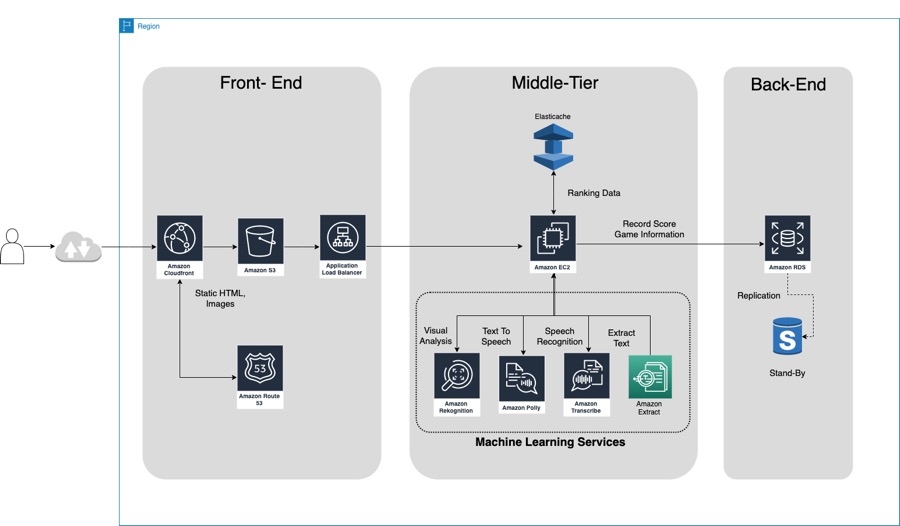 Region
Front- End
Middle-Tier
Back-End
Elasticache
Ranking Data
Record Score
Game Information
Amazon
Cloudfront
Amazon S3
Application
Load Balancer
Amazon EC2
Amazon RDS
Static HTML,
Images
Replication
S
Stand-By
53
Amazon Route
53
Visual
Analysis
Text To
Speech
Speech
Recognition
Extract
Text
Amazon
Rekognition
Amazon Polly
Amazon
Transcribe
Amazon
Extract
Machine Learning Services